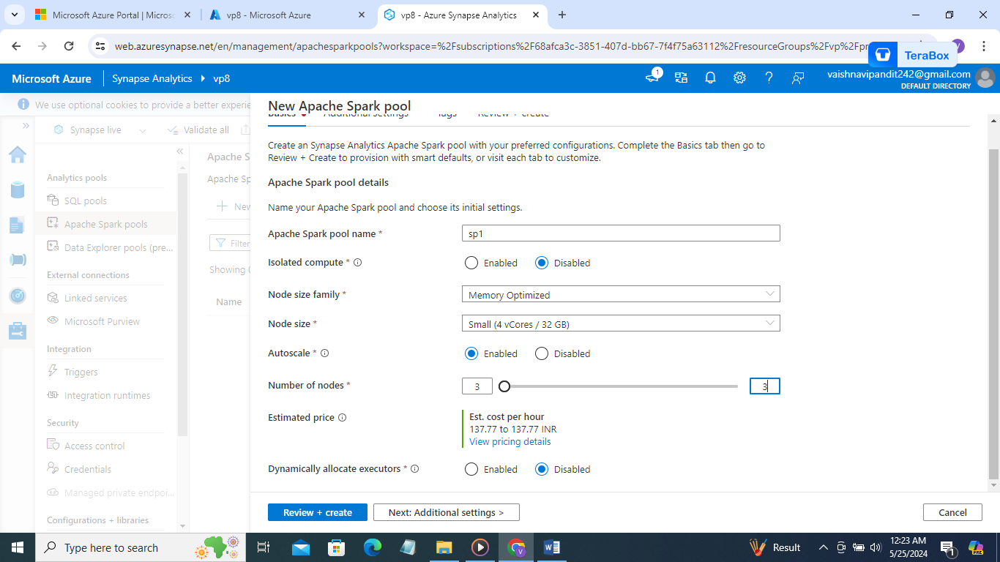 Microsoft Azure Portal | Micros
vp8 - Microsoft Azure
vp8 - Azure Synapse Analytics
web.azuresynapse.net/en/management/apachesparkpools?workspace=%2Fsubscriptions%2F68afca3c-3851-407d-bb67-7f4f75a63112%2FresourceGroups%2Fvp%2Fpr
TeraBox
Microsoft Azure
Synapse Analytics
vp8
1
vaishnavipandit242@gmail.com
DEFAULT DIRECTORY
We use optional cookies to provide a better experie
Synapse live
Validate all
Analytics pools
SQL pools
Apache Spark pools
Data Explorer pools (pre...
External connections
Linked services
Microsoft Purview
Integration
Triggers
Integration runtimes
Security
Access control
Credentials
Managed private endpoi...
Configurations + libraries
Apache S
Apache Sp
New
Filter
Showing
Name
New Apache Spark pool
Basics
Additional settings
Tags
Review + create
Create an Synapse Analytics Apache Spark pool with your preferred configurations. Complete the Basics tab then go to
Review + Create to provision with smart defaults, or visit each tab to customize.
Apache Spark pool details
Name your Apache Spark pool and choose its initial settings.
Apache Spark pool name *
sp1
Isolated compute *
Enabled
Disabled
Node size family *
Memory Optimized
Node size *
Small (4 vCores / 32 GB)
Autoscale *
Enabled
Disabled
Number of nodes *
3
3
Estimated price
Est. cost per hour
137.77 to 137.77 INR
View pricing details
Dynamically allocate executors *
Enabled
Disabled
Review + create
Next: Additional settings >
Cancel
Type here to search
Result
12:23 AM
5/25/2024
1